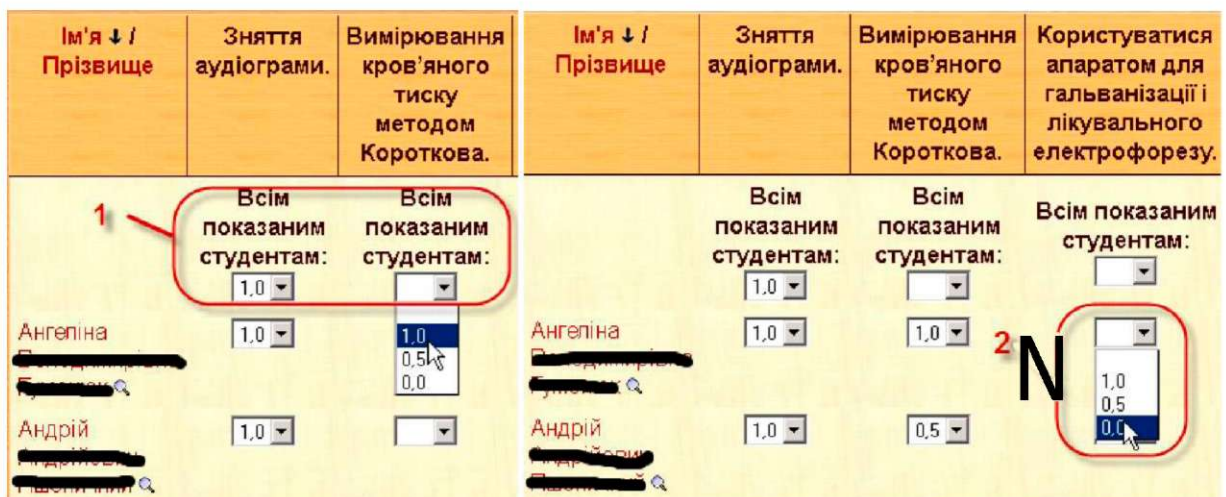 Ім'я ↓ /
Прізвище
Зняття
аудіограми.
Вимірювання
кров’яного
тиску
методом
Короткова.
1
Всім
показаним
студентам:
1,0
Всім
показаним
студентам:
Ангеліна
1,0
1,0
0,5
0,0
Андрій
1,0
Ім'я ↓ /
Прізвище
Зняття
аудіограми.
Вимірювання
кров’яного
тиску
методом
Короткова.
Користуватися
апаратом для
гальванізації і
лікувального
електрофорезу.
Всім
показаним
студентам:
1,0
Всім
показаним
студентам:
Всім показаним
студентам:
Ангеліна
1,0
1,0
2
N
1,0
0,5
0,0
Андрій
1,0
0,5